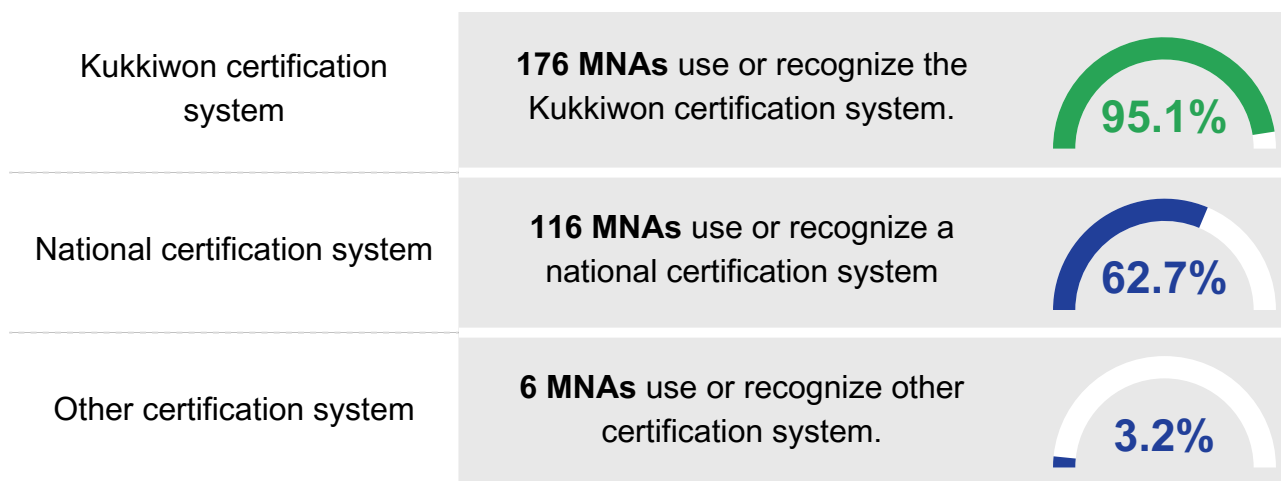 Kukkiwon certification
system
176 MNAs use or recognize the
Kukkiwon certification system.
95.1%
National certification system
116 MNAs use or recognize a
national certification system
62.7%
Other certification system
6 MNAs use or recognize other
certification system.
3.2%